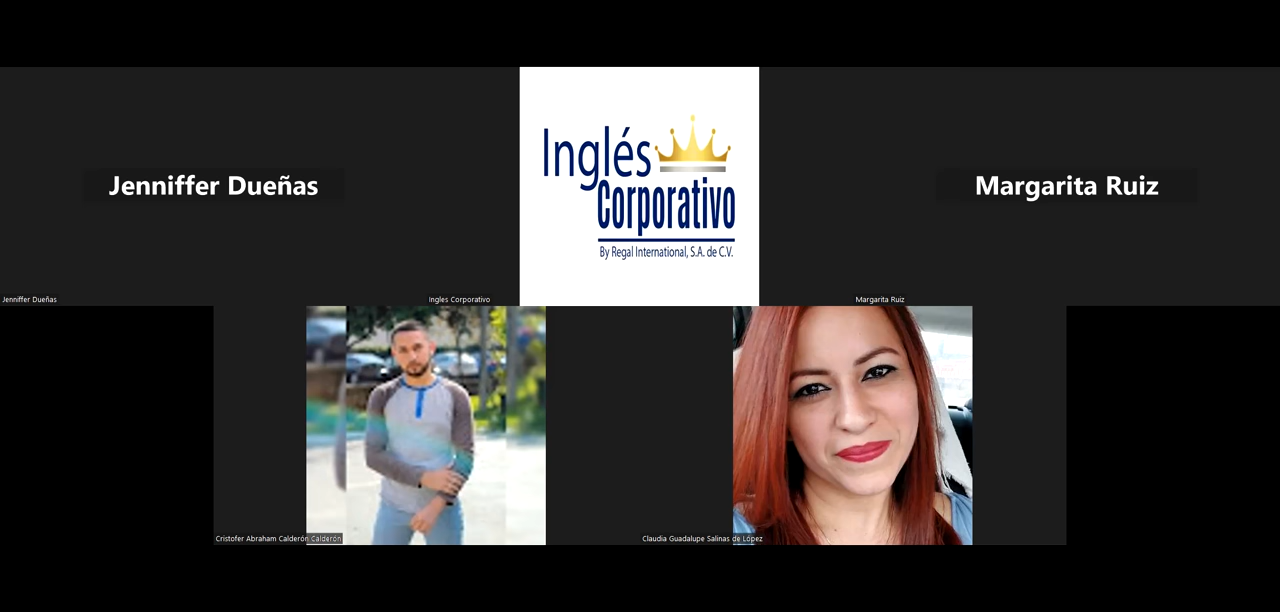 Jenniffer Dueñas
Inglés
Corporativo
By Regal International, S.A. de C.V.
Margarita Ruiz
Jenniffer Dueñas
Ingles Corporativo
Margarita Ruiz
Cristofer Abraham Calderón Calderón
Claudia Guadalupe Salinas de López